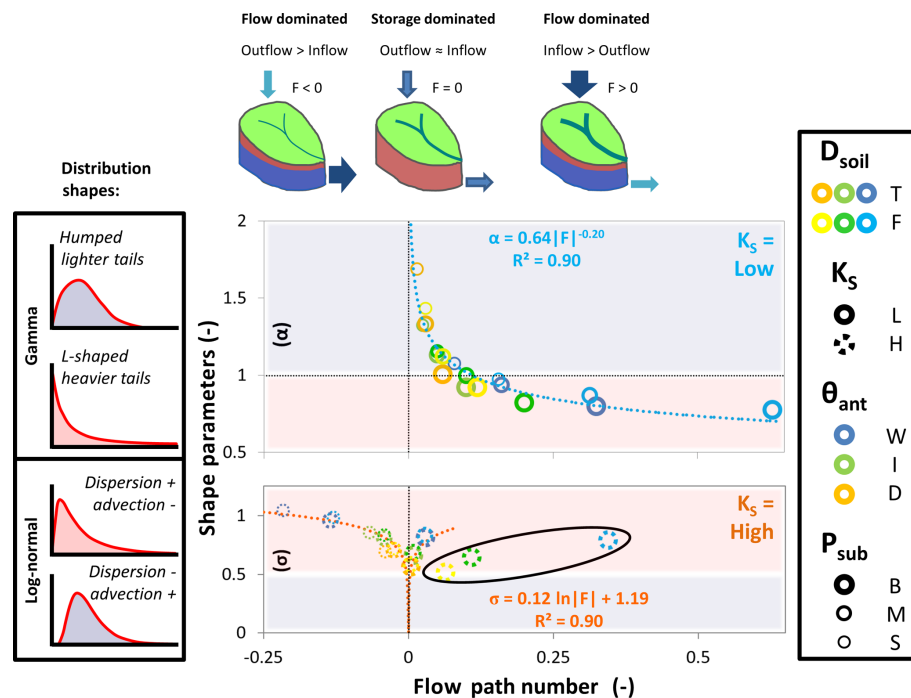 Flow dominated
Storage dominated
Flow dominated
Outflow > Inflow
Outflow ≈ Inflow
Inflow > Outflow
F < 0
F = 0
F > 0
Distribution
shapes:
Humped
lighter tails
L-shaped
heavier tails
Gamma
Dispersion +
advection -
Dispersion -
advection +
Log-normal
Shape parameters (-)
2
1.5
1
0.5
(α)
α = 0.64|F|^-0.20
R² = 0.90
K_S =
Low
1
0.5
0
(σ)
K_S =
High
σ = 0.12 ln|F| + 1.19
R² = 0.90
-0.25
0
0.25
0.5
Flow path number (-)
D_soil
T
F
K_S
L
H
θ_ant
W
I
D
P_sub
B
M
S